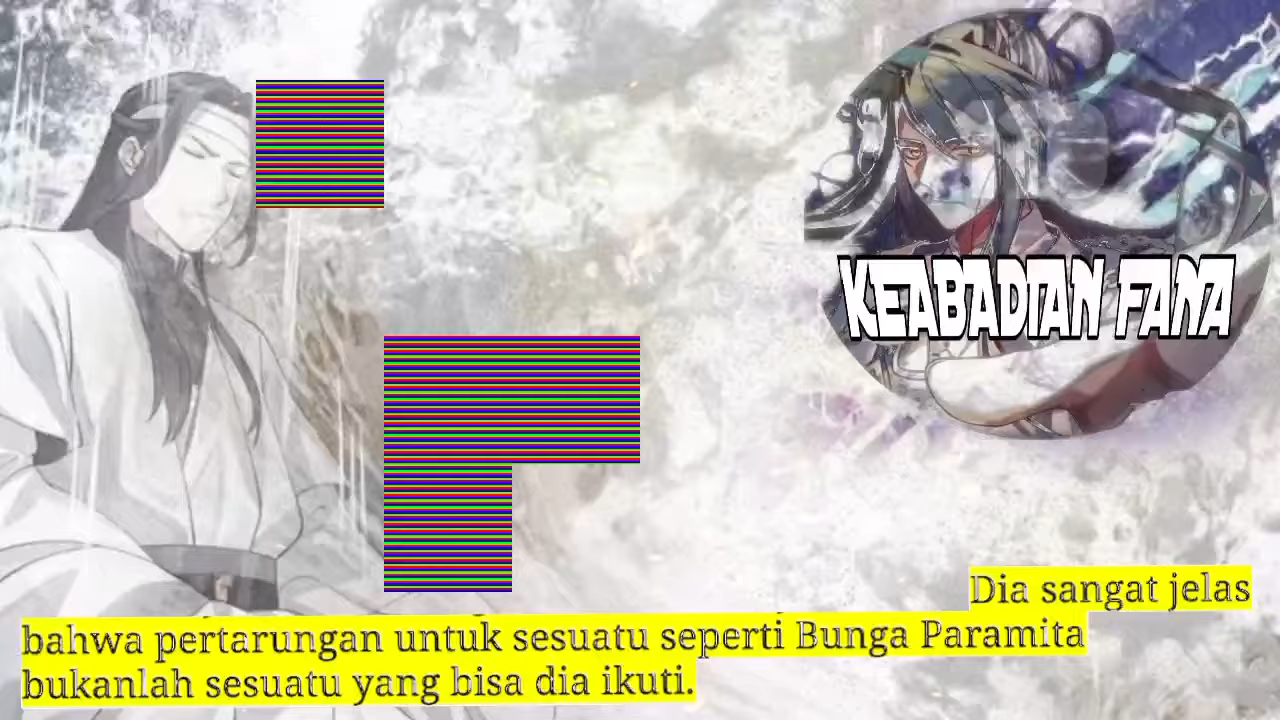 KEABADIAN FANA
Dia sangat jelas
bahwa pertarungan untuk sesuatu seperti Bunga Paramita
bukanlah sesuatu yang bisa dia ikuti.